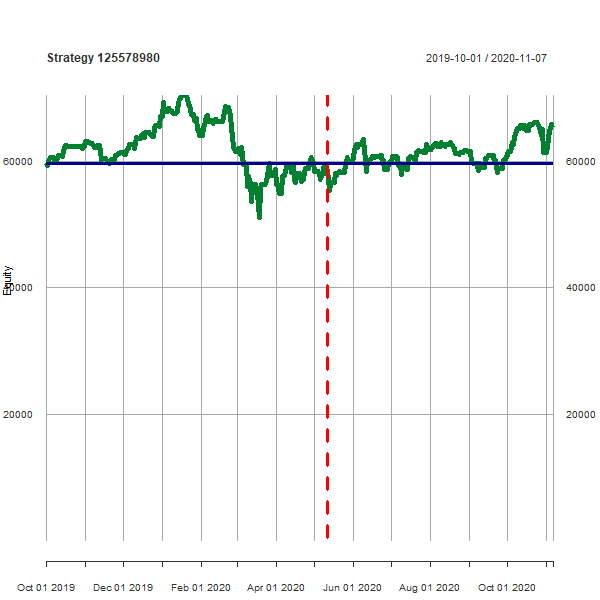 Strategy 125578980
2019-10-01 / 2020-11-07
60000
60000
Equity
40000
40000
20000
20000
Oct 01 2019
Dec 01 2019
Feb 01 2020
Apr 01 2020
Jun 01 2020
Aug 01 2020
Oct 01 2020